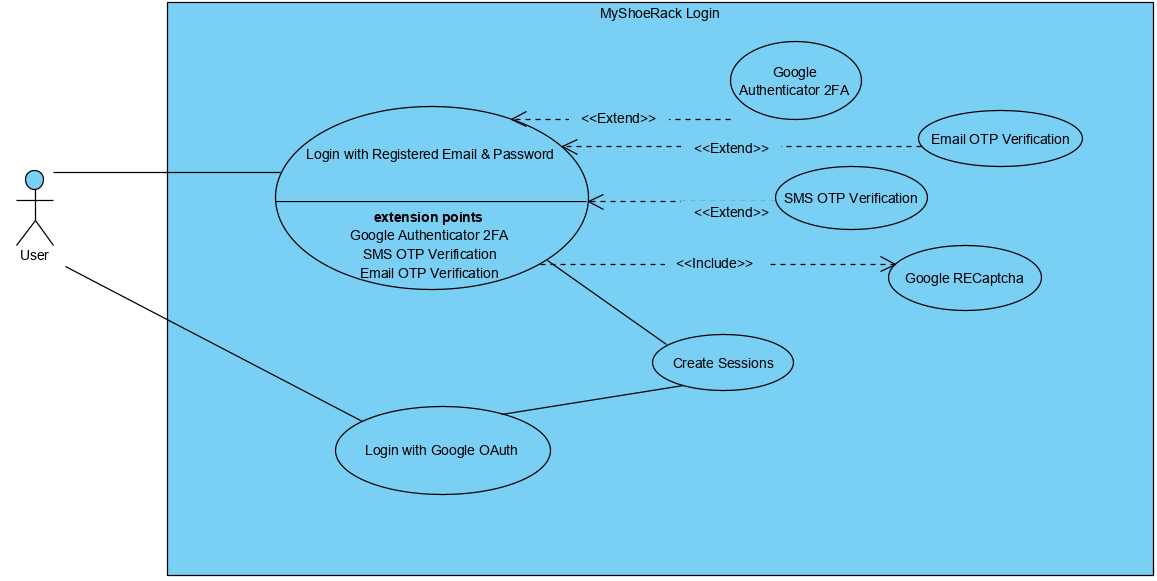 MyShoeRack Login
Google
Authenticator 2FA
<<Extend>>
Email OTP Verification
<<Extend>>
Login with Registered Email & Password
SMS OTP Verification
<<Extend>>
extension points
Google Authenticator 2FA
SMS OTP Verification
Email OTP Verification
User
<<Include>>
Google RECaptcha
Create Sessions
Login with Google OAuth